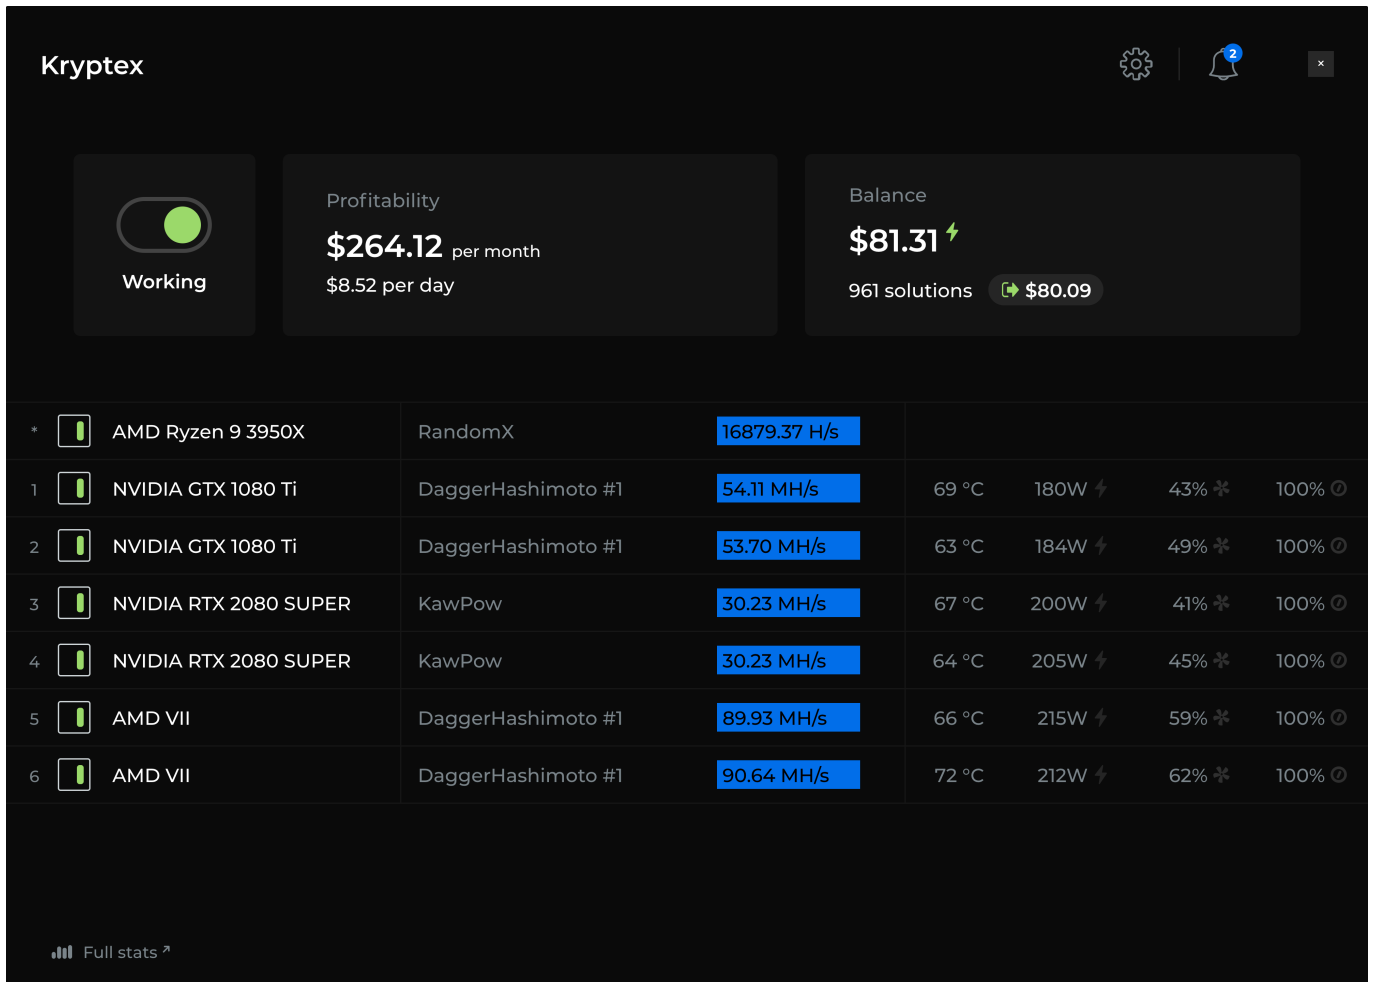 Kryptex
2
×
Working
Profitability
$264.12 per month
$8.52 per day
Balance
$81.31
961 solutions $80.09
* AMD Ryzen 9 3950X RandomX 16879.37 H/s
1 NVIDIA GTX 1080 Ti DaggerHashimoto #1 54.11 MH/s 69 °C 180W 43% 100%
2 NVIDIA GTX 1080 Ti DaggerHashimoto #1 53.70 MH/s 63 °C 184W 49% 100%
3 NVIDIA RTX 2080 SUPER KawPow 30.23 MH/s 67 °C 200W 41% 100%
4 NVIDIA RTX 2080 SUPER KawPow 30.23 MH/s 64 °C 205W 45% 100%
5 AMD VII DaggerHashimoto #1 89.93 MH/s 66 °C 215W 59% 100%
6 AMD VII DaggerHashimoto #1 90.64 MH/s 72 °C 212W 62% 100%
Full stats ↗